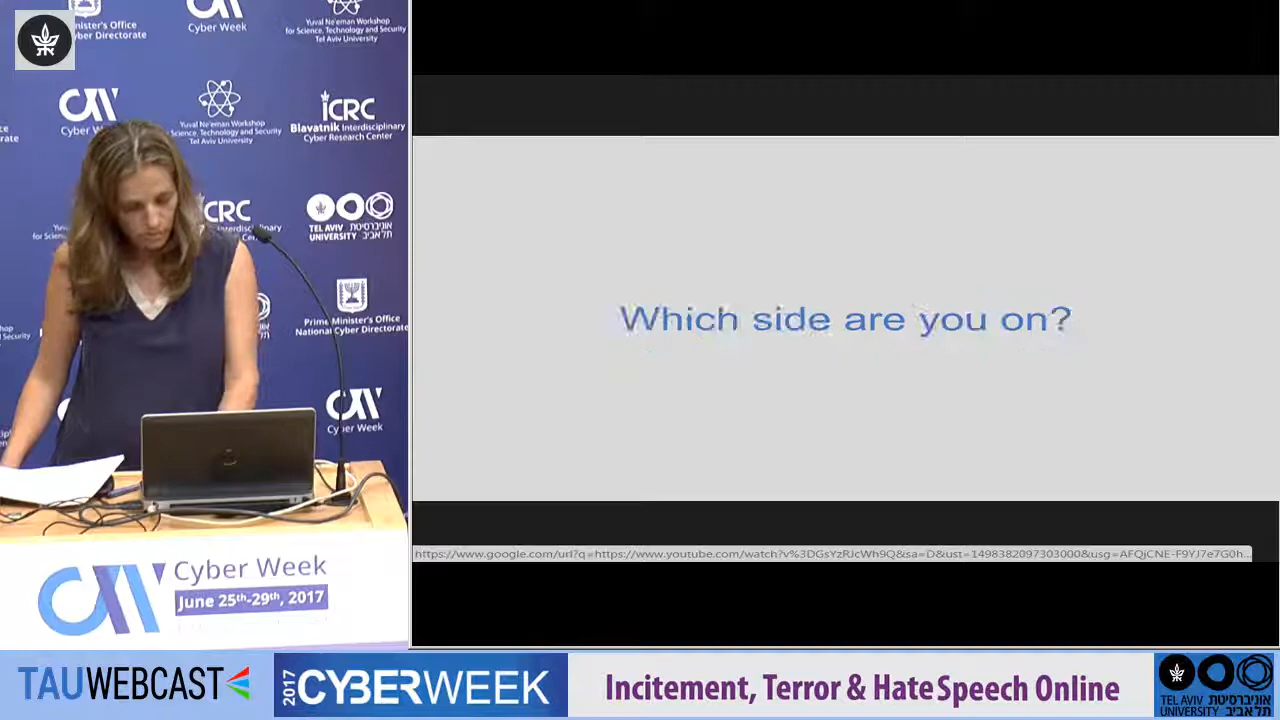 nister's Office
ber Directorate
Cyber Week
Yuval Ne'eman Workshop
for Science, Technology and Security
Tel Aviv University
Cyber We
Yuval Ne'eman Workshop
Science, Technology and Security
Tel Aviv University
ICRC
Blavatnik Interdisciplinary
Cyber Research Center
ICRC
TEL AVIV אוניברסיטת
UNIVERSITY תל אביב
Prime Minister's Office
National Cyber Directorate
Cyber Week
Which side are you on?
https://www.google.com/url?q=https://www.youtube.com/watch?v%3DGsYzRJcWh9Q&sa=D&ust=1498382097303000&usg=AFQjCNE-F9YJ7e7G0h...
Cyber Week
June 25th-29th, 2017
TAUWEBCAST
2017 CYBERWEEK
Incitement, Terror & Hate Speech Online
TEL AVIV אוניברסיטת
UNIVERSITY תל אביב